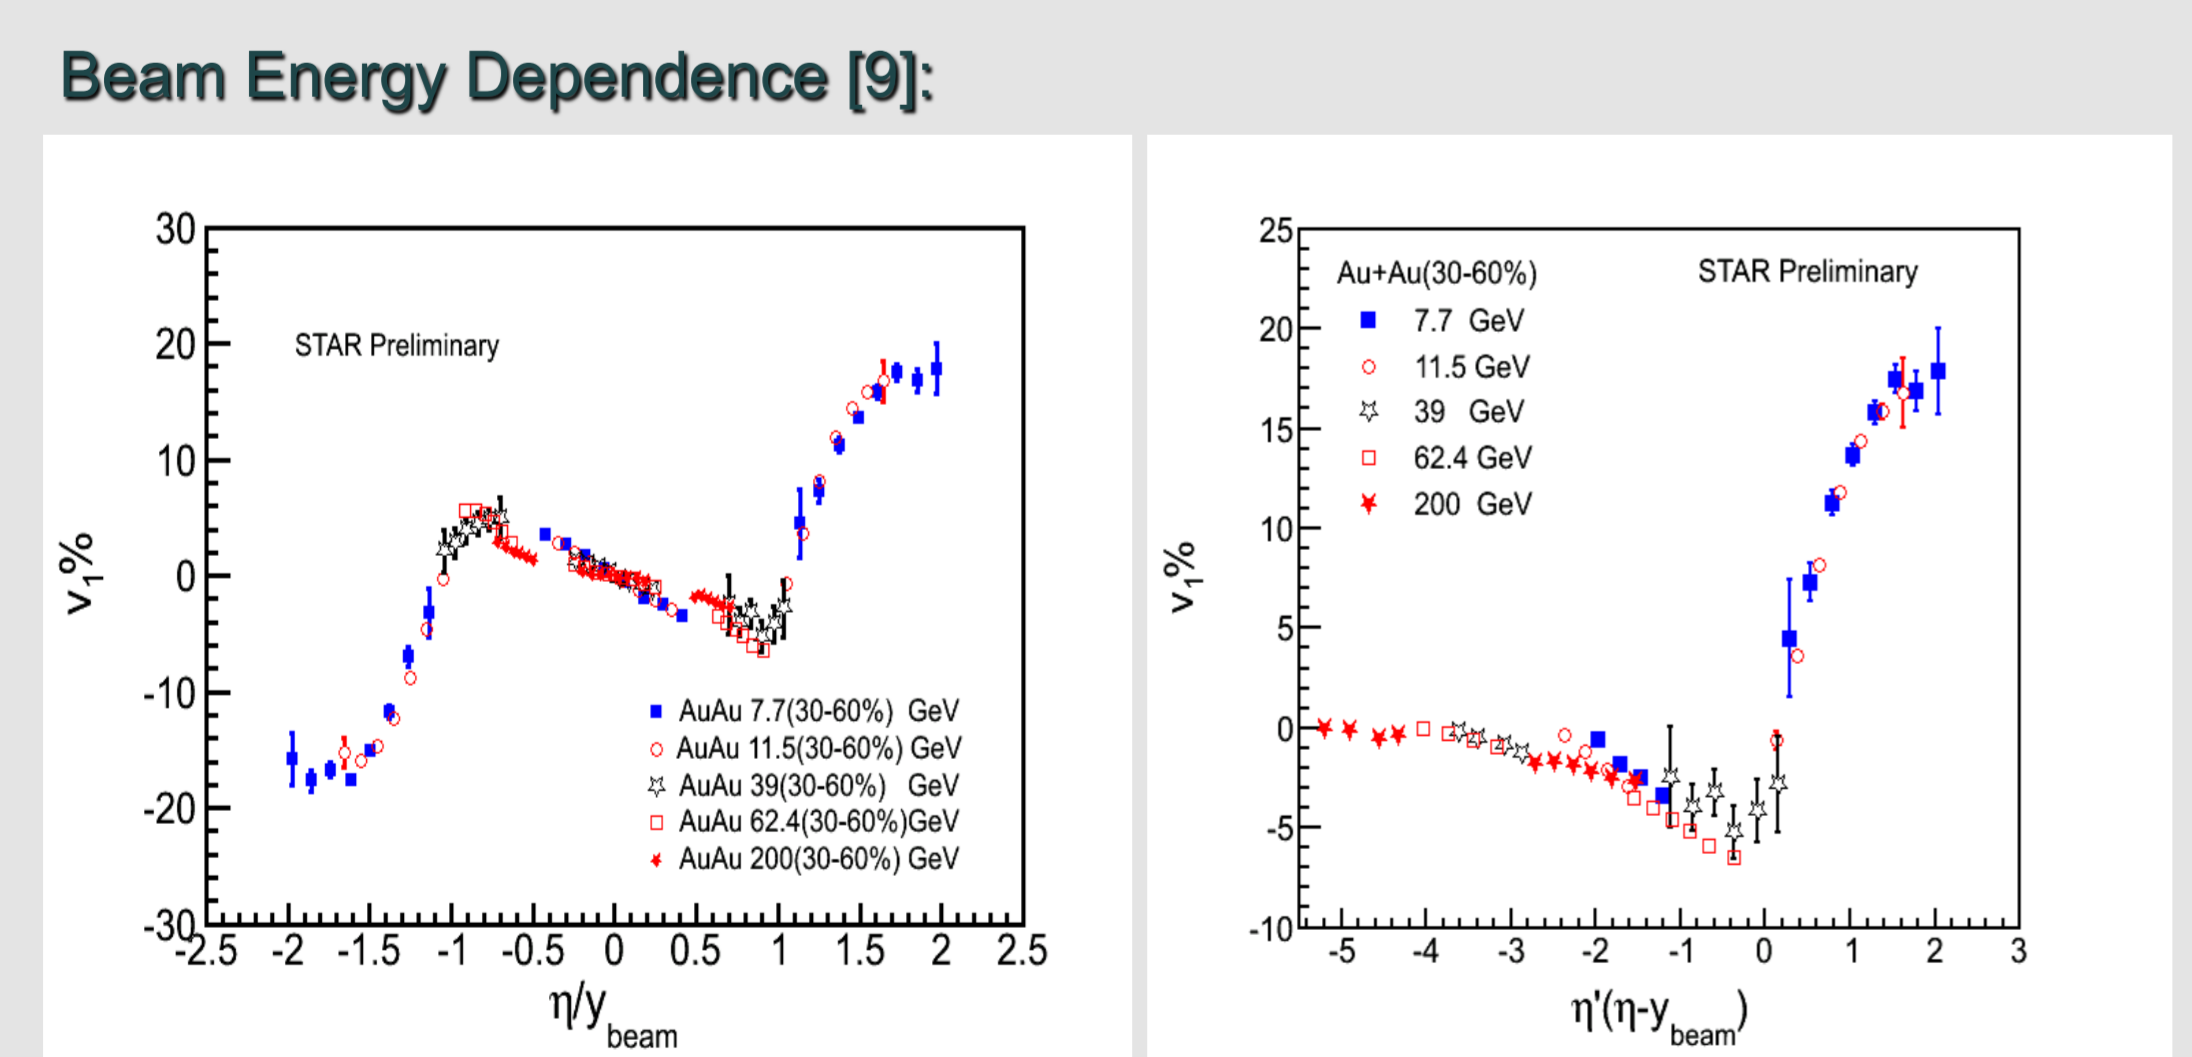 Beam Energy Dependence [9]:
30
20
10
0
-10
-20
-30
v1%
STAR Preliminary
AuAu 7.7(30-60%) GeV
AuAu 11.5(30-60%) GeV
AuAu 39(30-60%) GeV
AuAu 62.4(30-60%)GeV
AuAu 200(30-60%) GeV
-2.5 -2 -1.5 -1 -0.5 0 0.5 1 1.5 2 2.5
η/ybeam
25
20
15
10
5
0
-5
-10
v1%
Au+Au(30-60%)
STAR Preliminary
7.7 GeV
11.5 GeV
39 GeV
62.4 GeV
200 GeV
-5 -4 -3 -2 -1 0 1 2 3
η'(η-ybeam)